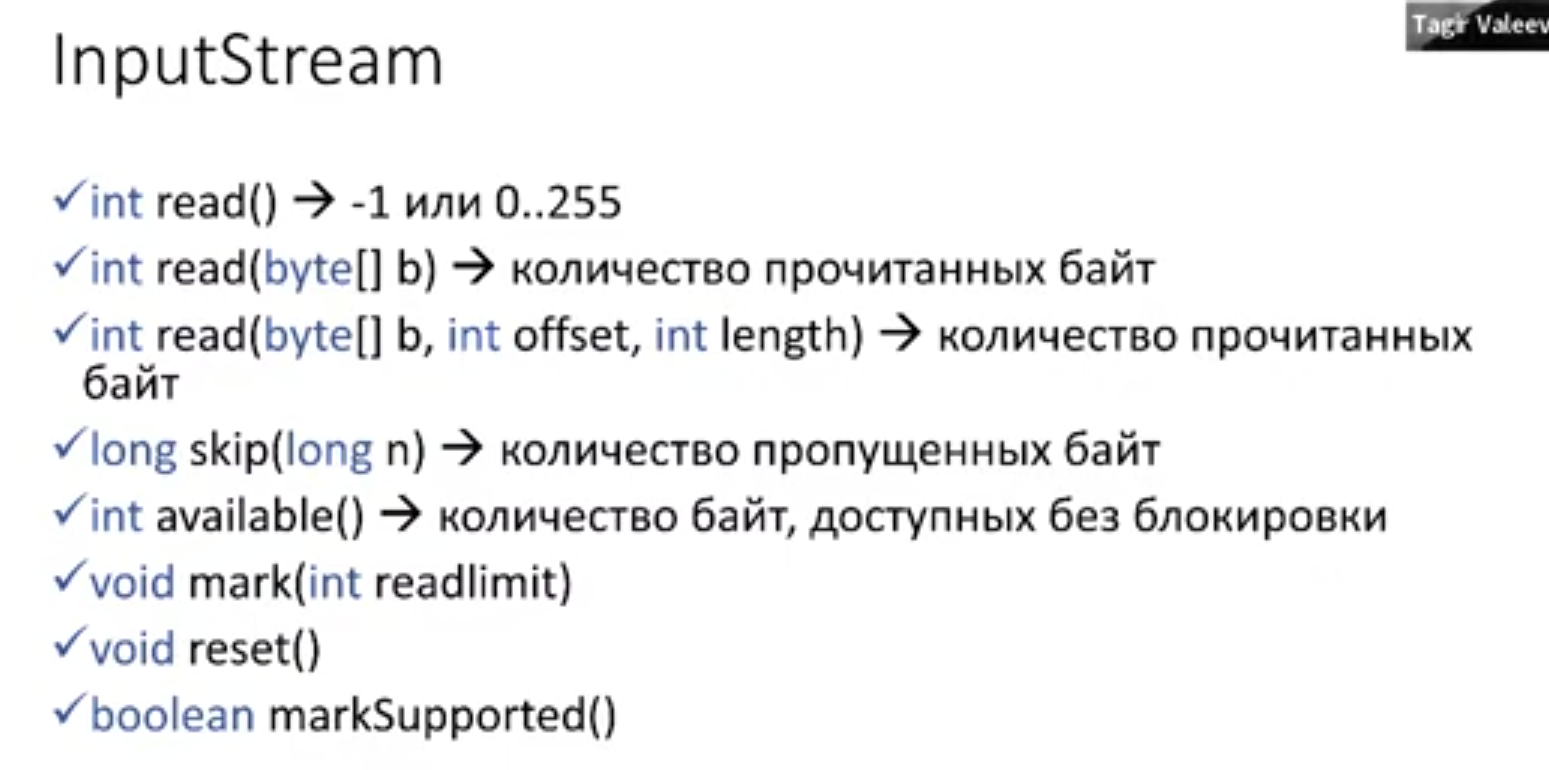 Tagir Valeev
InputStream
✓int read() → -1 или 0..255
✓int read(byte[] b) → количество прочитанных байт
✓int read(byte[] b, int offset, int length) → количество прочитанных
байт
✓long skip(long n) → количество пропущенных байт
✓int available() → количество байт, доступных без блокировки
✓void mark(int readlimit)
✓void reset()
✓boolean markSupported()